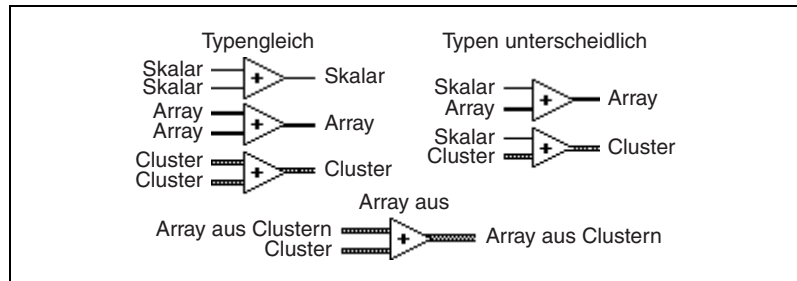 Typengleich
Skalar
Skalar
Skalar
Array
Array
Array
Cluster
Cluster
Cluster
Typen unterscheidlich
Skalar
Array
Array
Skalar
Cluster
Cluster
Array aus
Array aus Clustern
Cluster
Array aus Clustern